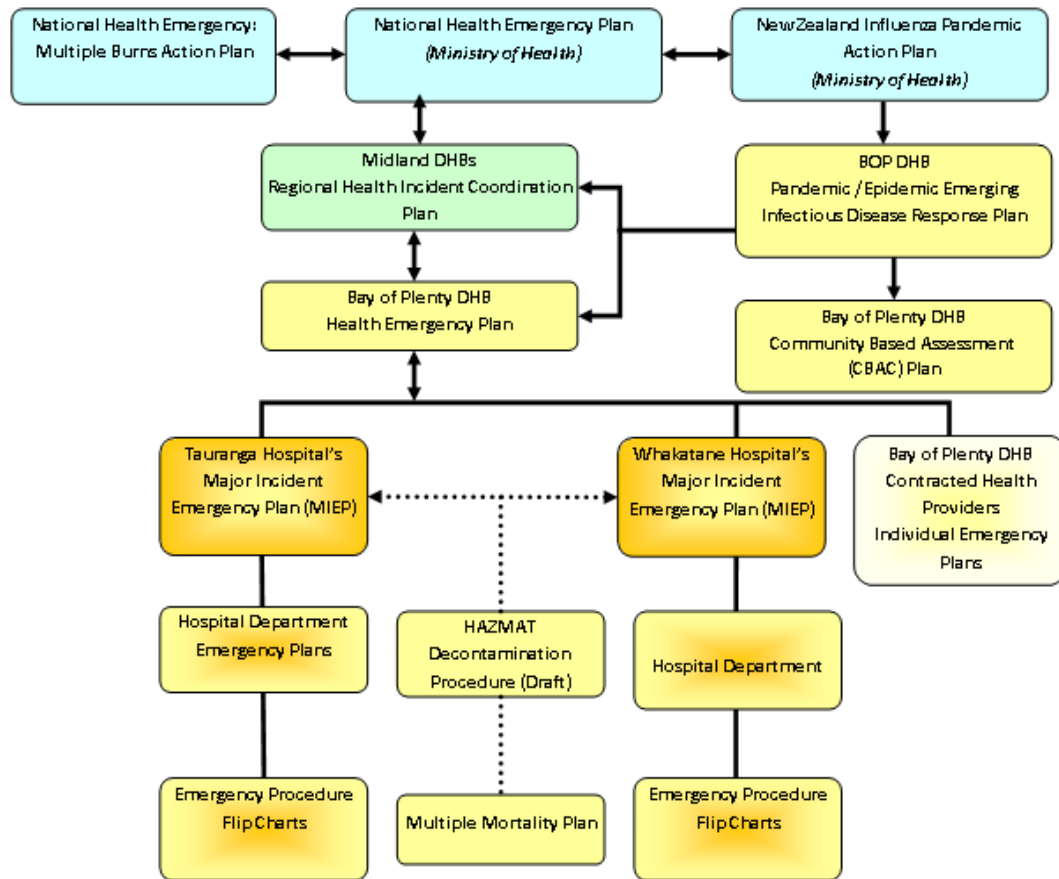 National Health Emergency:
Multiple Burns Action Plan
National Health Emergency Plan
(Ministry of Health)
NewZealand Influenza Pandemic
Action Plan
(Ministry of Health)
Midland DHBs
Regional Health Incident Coordination
Plan
BOP DHB
Pandemic / Epidemic Emerging
Infectious Disease Response Plan
Bay of Plenty DHB
Health Emergency Plan
Bay of Plenty DHB
Community Based Assessment
(CBAC) Plan
Tauranga Hospital's
Major Incident
Emergency Plan (MIEP)
Whakatane Hospital's
Major Incident
Emergency Plan (MIEP)
Bay of Plenty DHB
Contracted Health
Providers
Individual Emergency
Plans
Hospital Department
Emergency Plans
HAZMAT
Decontamination
Procedure (Draft)
Hospital Department
Emergency Procedure
Flip Charts
Multiple Mortality Plan
Emergency Procedure
Flip Charts